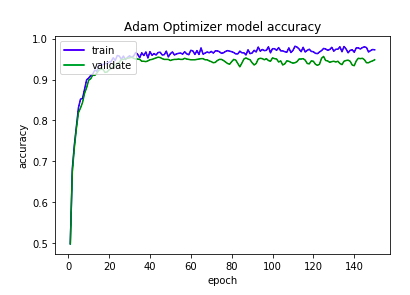 Adam Optimizer model accuracy
train
validate
accuracy
1.0
0.9
0.8
0.7
0.6
0.5
0 20 40 60 80 100 120 140
epoch